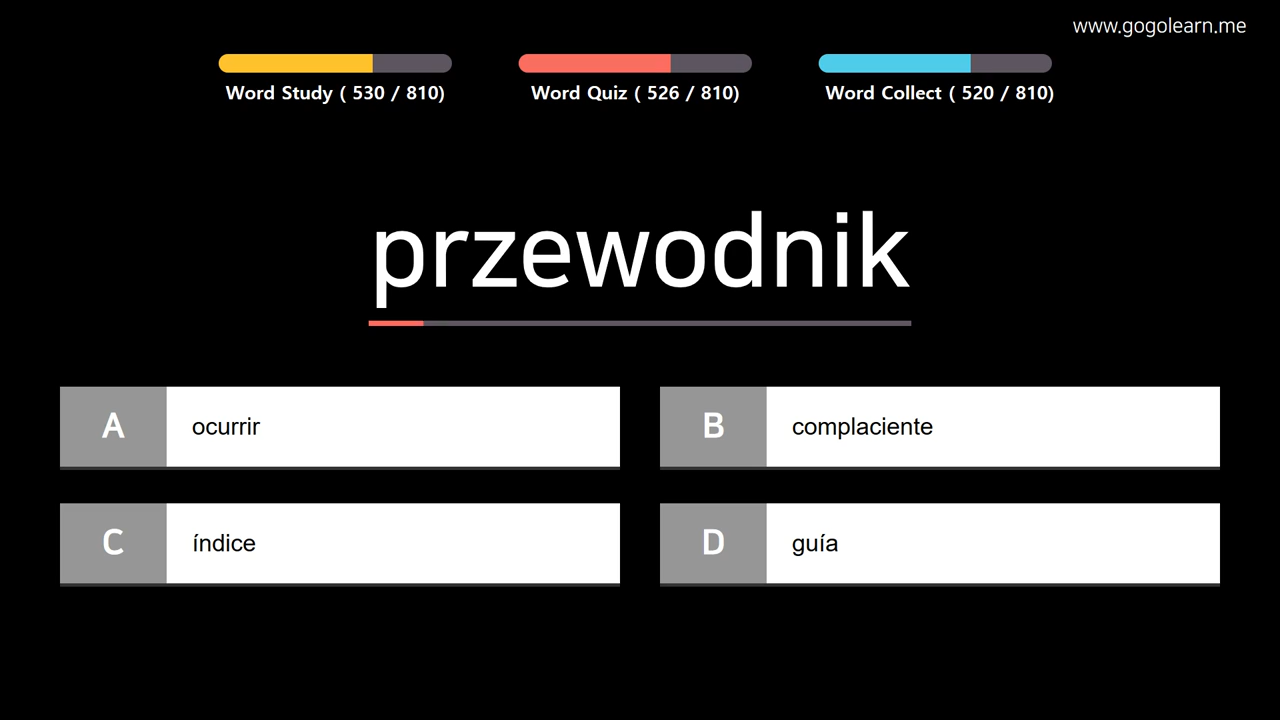 www.gogolearn.me
Word Study ( 530 / 810)
Word Quiz ( 526 / 810)
Word Collect ( 520 / 810)
przewodnik
A ocurrir
B complaciente
C índice
D guía